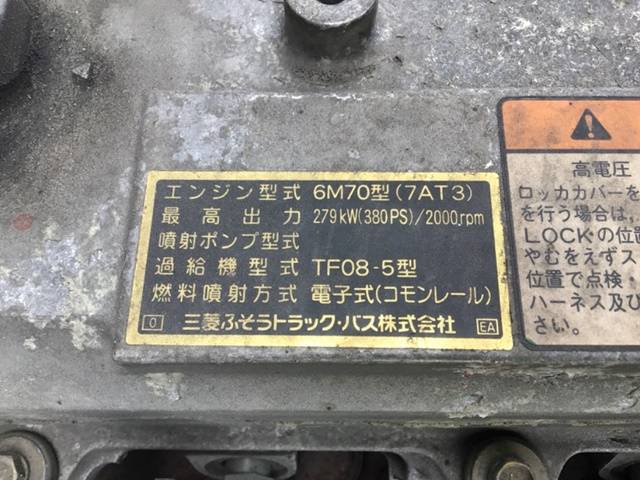 エンジン型式 6M70型(7AT3)
最高出力 279kW(380PS)/2000rpm
噴射ポンプ型式
過給機型式 TF08-5型
燃料噴射方式 電子式(コモンレール)
0 三菱ふそうトラック・バス株式会社 EA
高電圧
ロッカカバーを
を行う場合は、
LOCKの位置
やむをえずス
位置で点検・
ハーネス及び
さい。